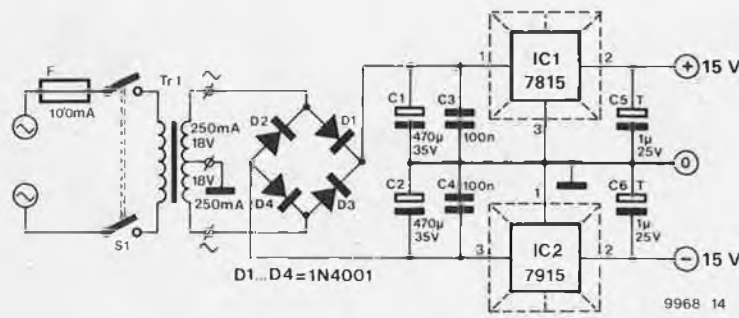 F
100mA
S1
Tr 1
250mA
18V
18V
250mA
D2
D1
D4
D3
D1...D4=1N4001
C1
470µ
35V
C3
100n
C2
470µ
35V
C4
100n
1
IC1
7815
2
3
C5
T
1µ
25V
+
15 V
0
1
3
IC2
7915
2
C6
T
1µ
25V
−
15 V
9968 14